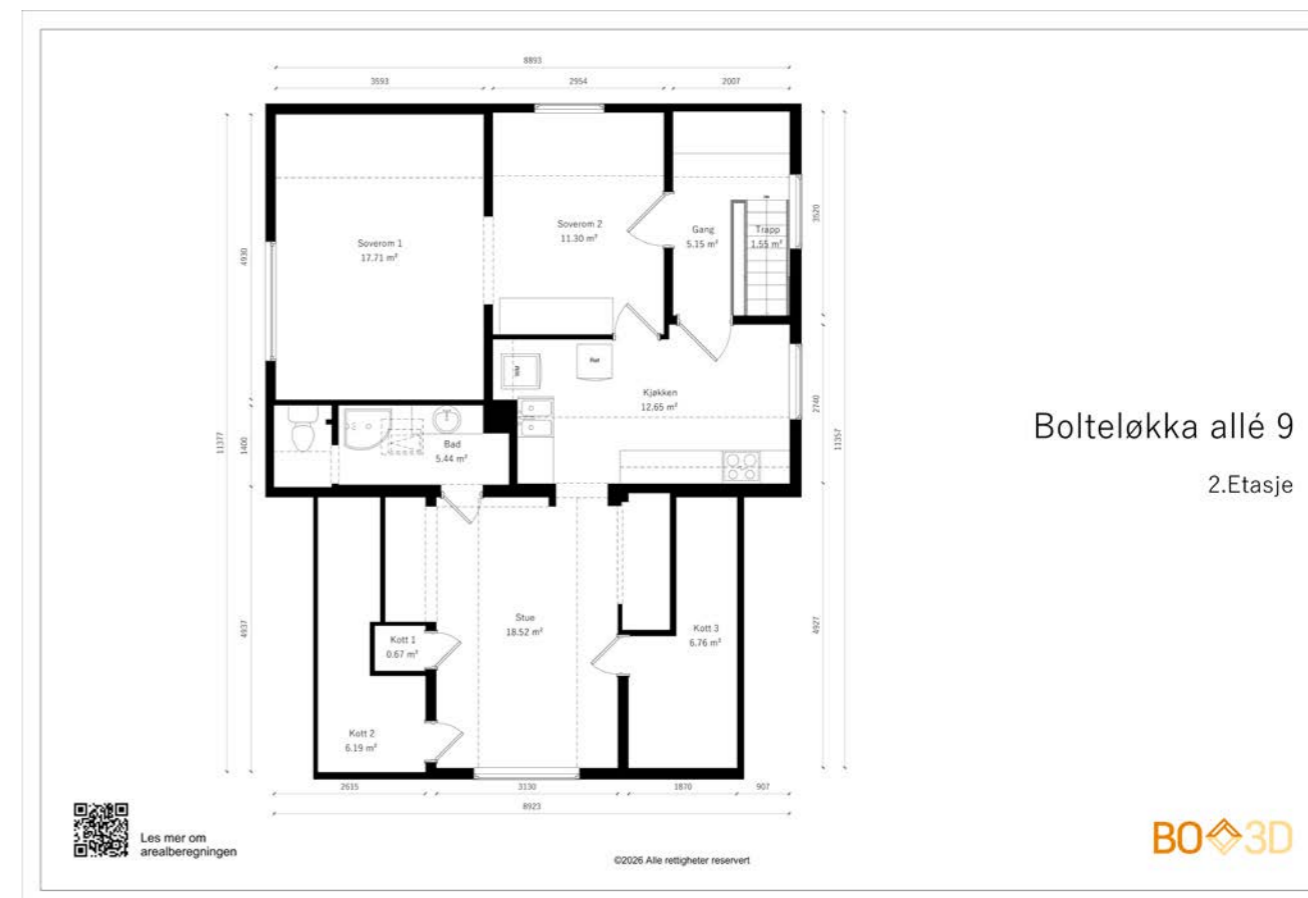 8893
3593
2954
2007
Soverom 1
17.71 m²
Soverom 2
11.30 m²
Gang
5.15 m²
Trapp
1.55 m²
4930
3520
Ref
Kjøkken
12.65 m²
2740
11377
1400
11357
Bad
5.44 m²
Bolteløkka allé 9
2.Etasje
4937
4927
Stue
18.52 m²
Kott 1
0.67 m²
Kott 3
6.76 m²
Kott 2
6.19 m²
2615
3130
1870
907
8923
Les mer om
arealberegningen
©2026 Alle rettigheter reservert
BO 3D